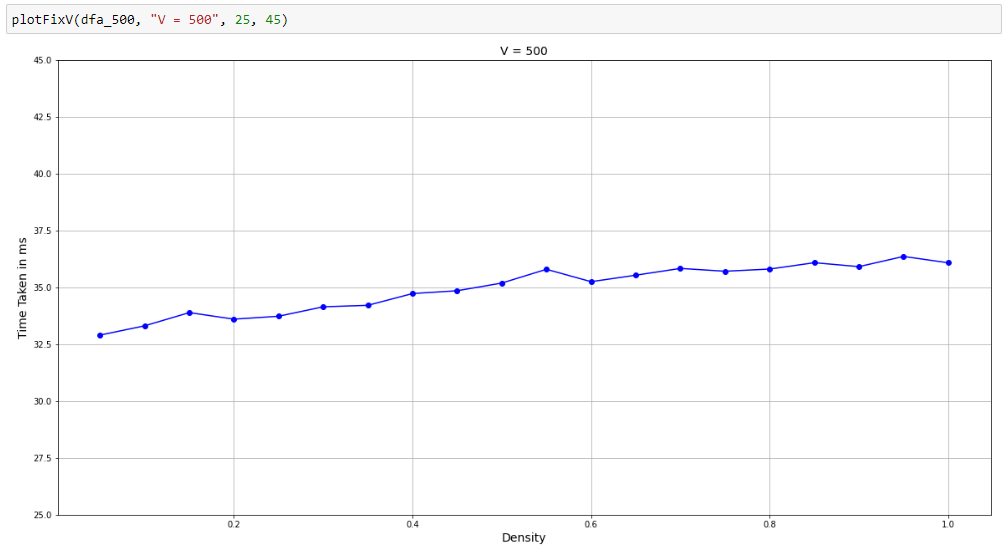 plotFixV(dfa_500, "V = 500", 25, 45)
V = 500
45.0
42.5
40.0
37.5
35.0
32.5
30.0
27.5
25.0
Time Taken in ms
0.2 0.4 0.6 0.8 1.0
Density